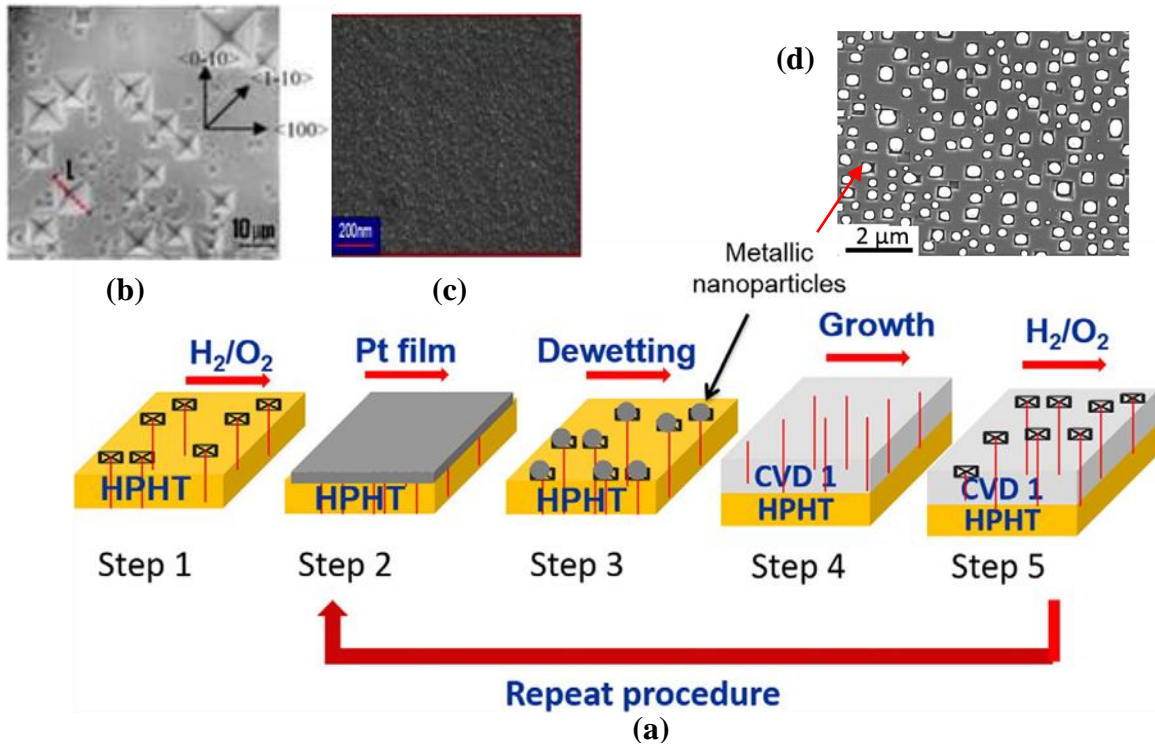 <0-10>
<1-10>
<100>
L
10 µm
200nm
(d)
2 µm
Metallic
nanoparticles
(b)
(c)
H₂/O₂
Pt film
Dewetting
Growth
H₂/O₂
HPHT
HPHT
HPHT
CVD 1
HPHT
CVD 1
HPHT
Step 1
Step 2
Step 3
Step 4
Step 5
Repeat procedure
(a)